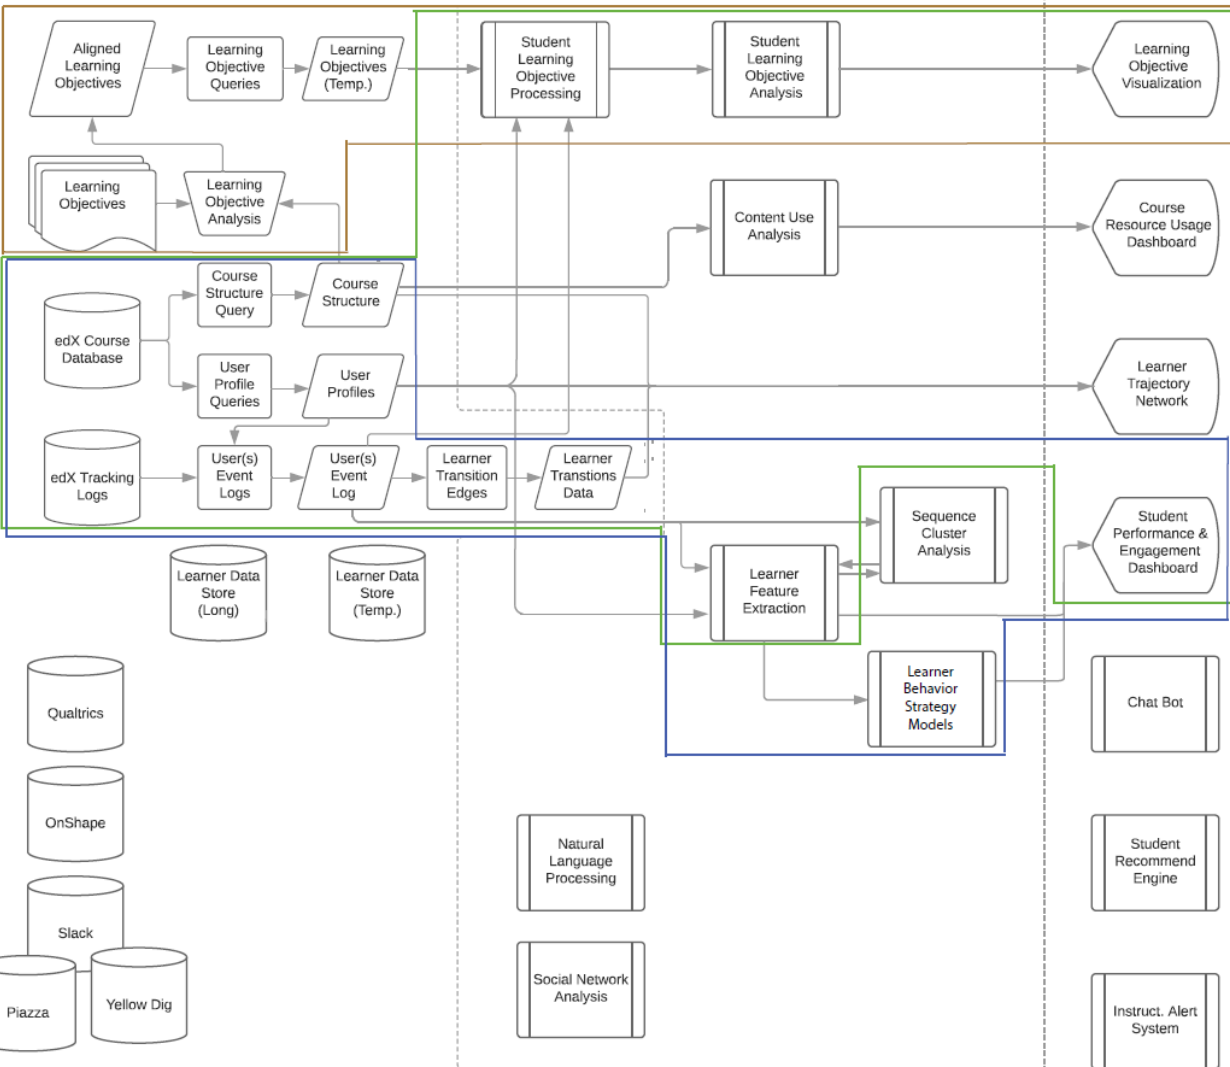 Aligned
Learning
Objectives
Learning
Objective
Queries
Learning
Objectives
(Temp.)
Student
Learning
Objective
Processing
Student
Learning
Objective
Analysis
Learning
Objective
Visualization
Learning
Objectives
Learning
Objective
Analysis
Content Use
Analysis
Course
Resource Usage
Dashboard
edX Course
Database
Course
Structure
Query
Course
Structure
User
Profile
Queries
User
Profiles
Learner
Trajectory
Network
edX Tracking
Logs
User(s)
Event
Logs
User(s)
Event
Log
Learner
Transition
Edges
Learner
Transtions
Data
Sequence
Cluster
Analysis
Student
Performance &
Engagement
Dashboard
Learner Data
Store
(Long)
Learner Data
Store
(Temp.)
Learner
Feature
Extraction
Learner
Behavior
Strategy
Models
Qualtrics
Chat Bot
OnShape
Natural
Language
Processing
Student
Recommend
Engine
Slack
Piazza
Yellow Dig
Social Network
Analysis
Instruct. Alert
System